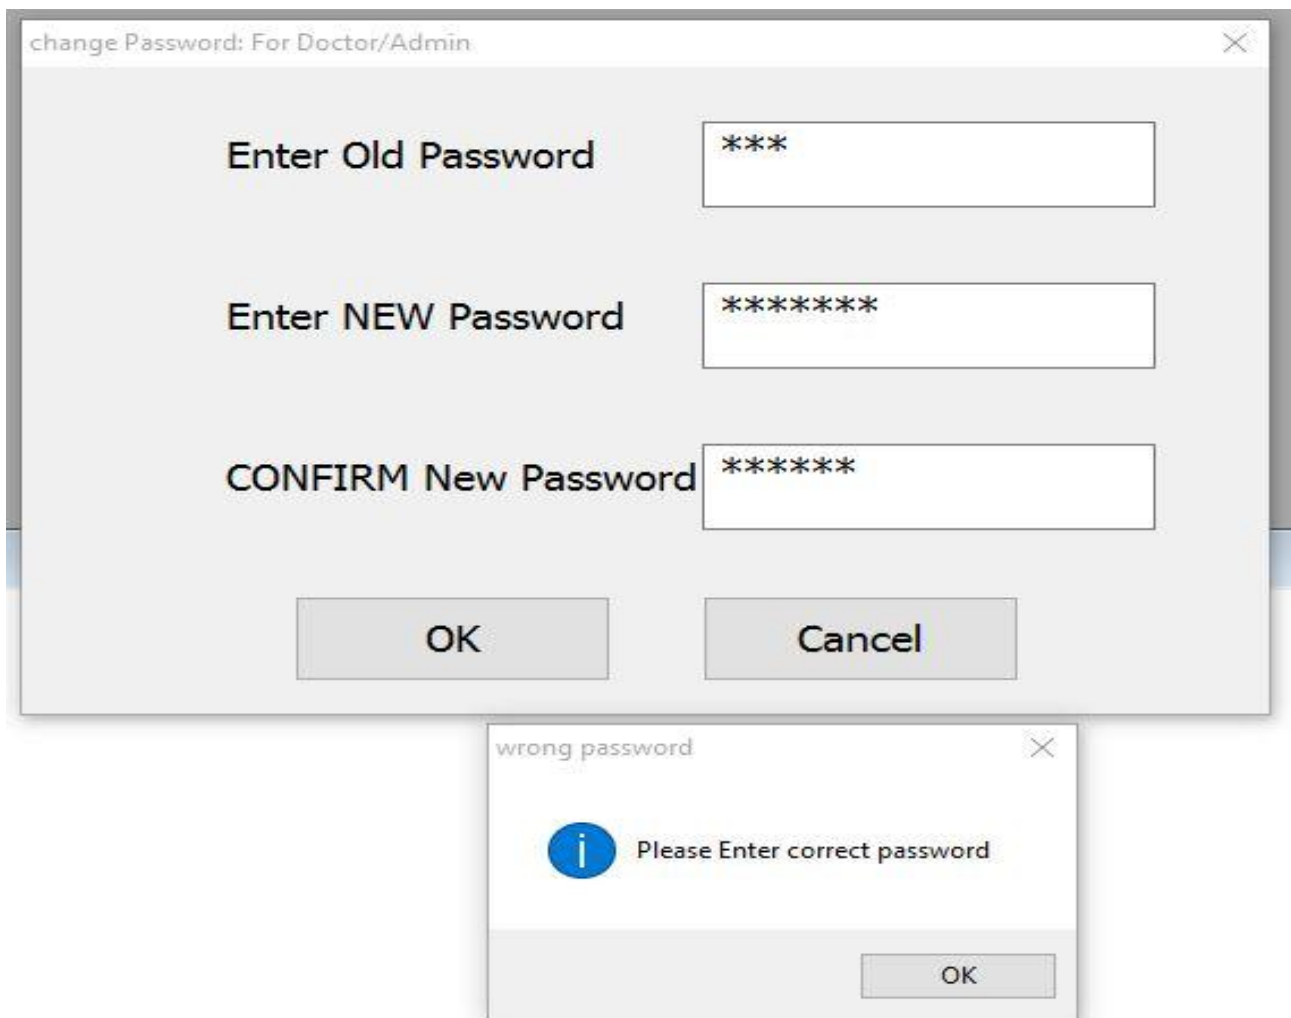 change Password: For Doctor/Admin
Enter Old Password ***
Enter NEW Password *******
CONFIRM New Password ******
OK Cancel
wrong password
i Please Enter correct password
OK